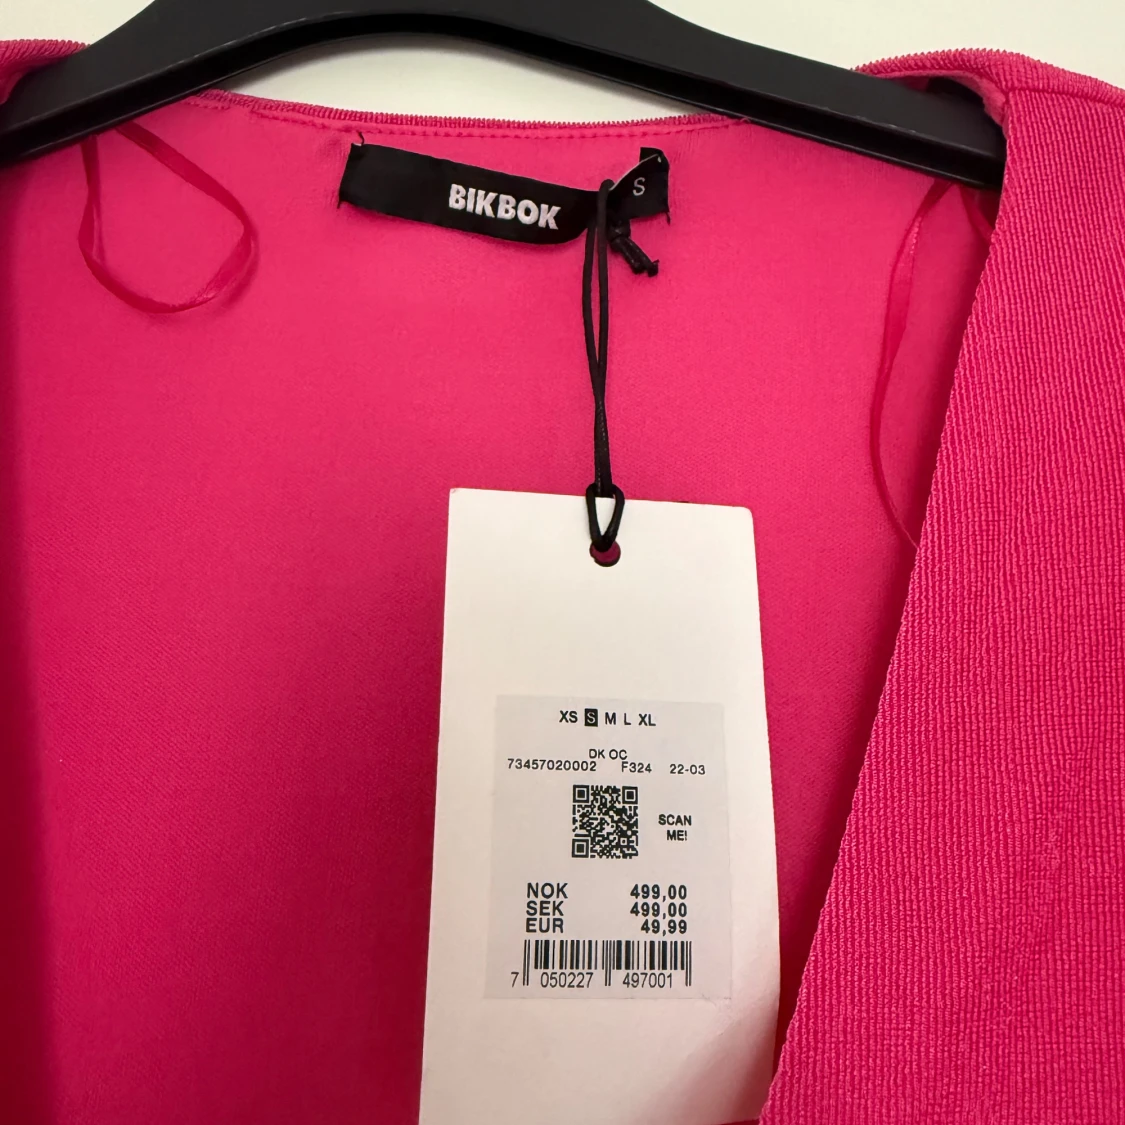 BIKBOK
S
XS S M L XL
DK OC
73457020002 F324 22-03
SCAN
ME!
NOK 499,00
SEK 499,00
EUR 49,99
7 050227 497001